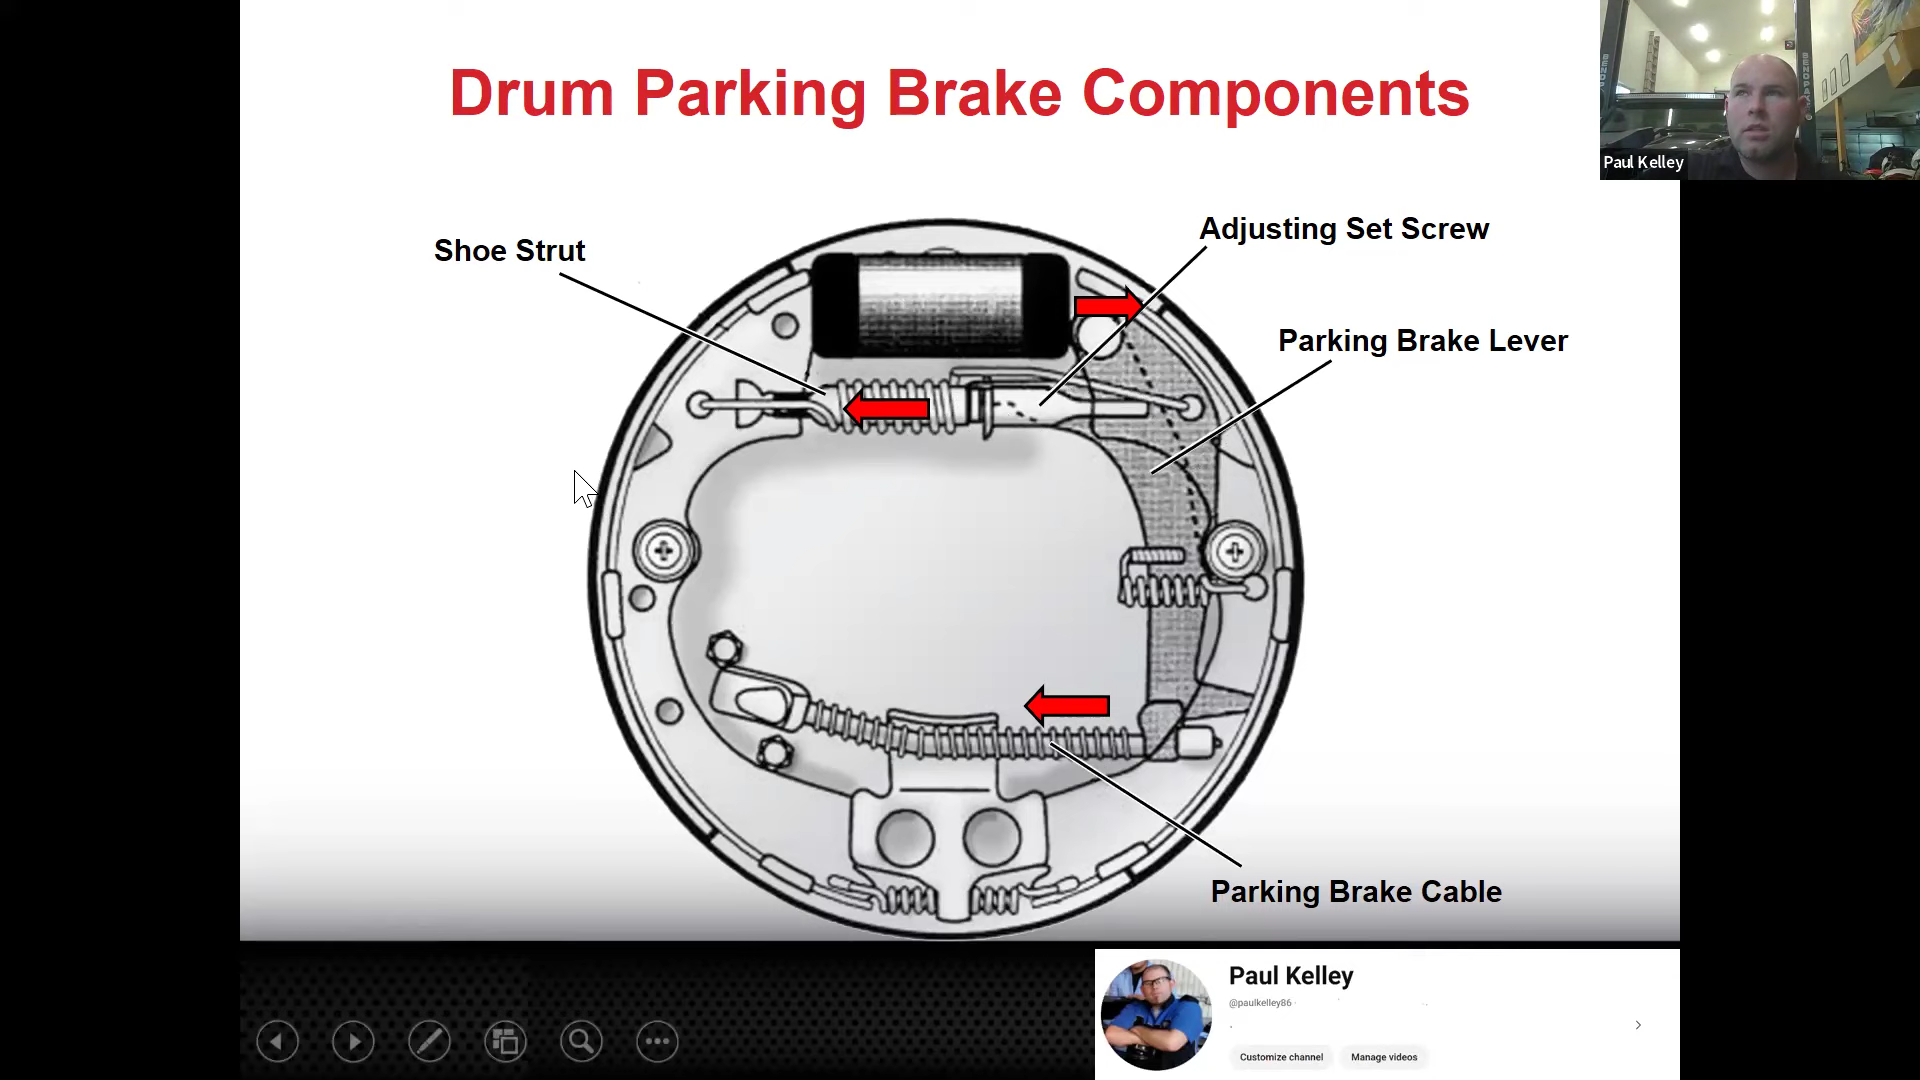 Drum Parking Brake Components
Paul Kelley
Adjusting Set Screw
Shoe Strut
Parking Brake Lever
Parking Brake Cable
Paul Kelley
@paulkelley86
Customize channel
Manage videos